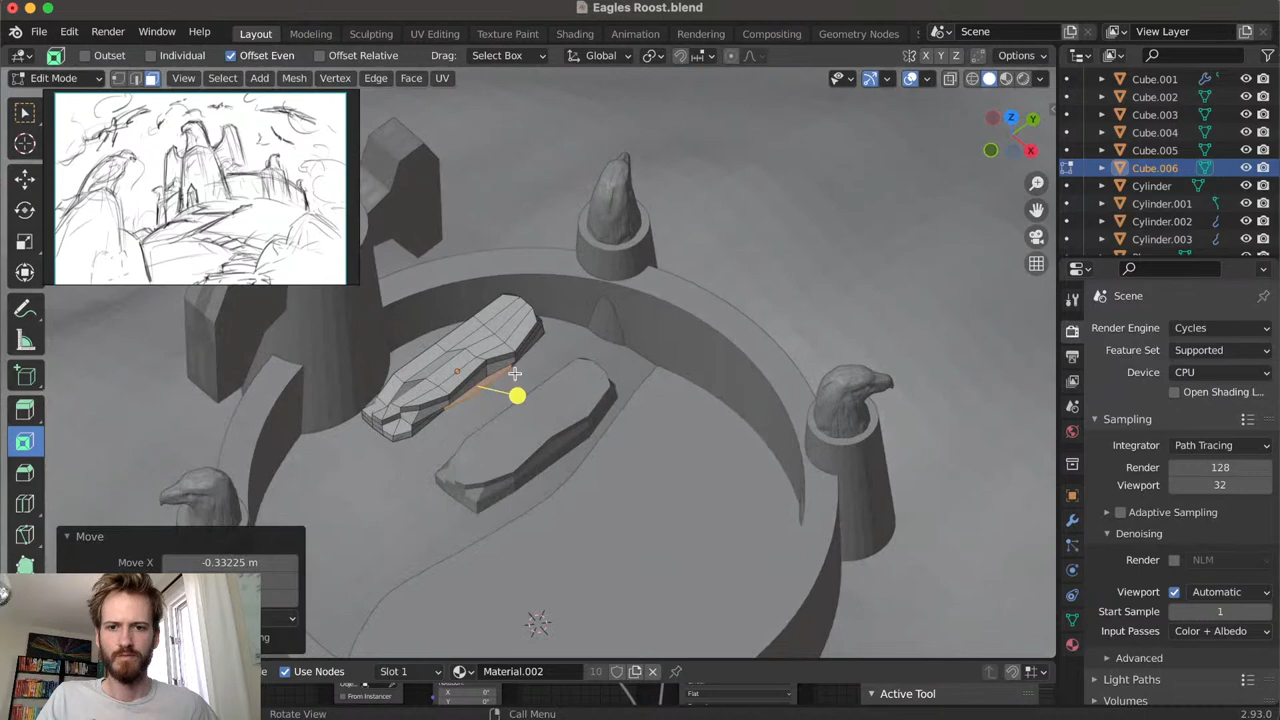 Eagles Roost.blend
File Edit Render Window Help Layout Modeling Sculpting UV Editing Texture Paint Shading Animation Rendering Compositing Geometry Nodes Scene View Layer
Outset Individual Offset Even Offset Relative Drag: Select Box Global X Y Z Options
Edit Mode View Select Add Mesh Vertex Edge Face UV
Cube.001
Cube.002
Cube.003
Cube.004
Cube.005
Cube.006
Cylinder
Cylinder.001
Cylinder.002
Cylinder.003
Z Y X
Scene
Render Engine Cycles
Feature Set Supported
Device CPU
Open Shading L...
Sampling
Integrator Path Tracing
Render 128
Viewport 32
Adaptive Sampling
Denoising
Render NLM
Viewport Automatic
Start Sample 1
Input Passes Color + Albedo
Advanced
Light Paths
Volumes
Move
Move X -0.33225 m
Use Nodes Slot 1 Material.002 10
From Instancer X 0° Flat
Y 0°
Active Tool
Rotate View Call Menu 2.93.0